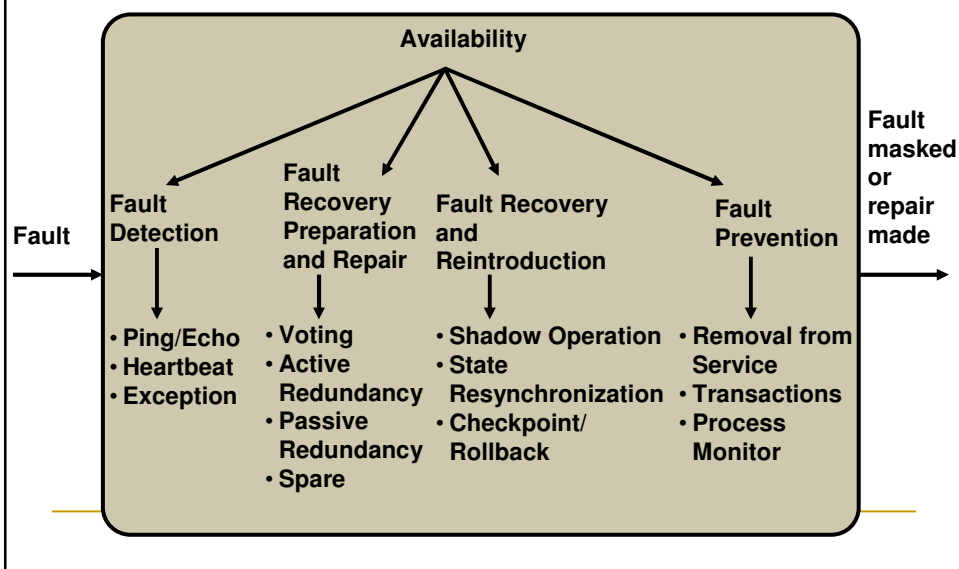 Availability
Fault
Fault
Detection
• Ping/Echo
• Heartbeat
• Exception
Fault
Recovery
Preparation
and Repair
• Voting
• Active
Redundancy
• Passive
Redundancy
• Spare
Fault Recovery
and
Reintroduction
• Shadow Operation
• State
Resynchronization
• Checkpoint/
Rollback
Fault
Prevention
• Removal from
Service
• Transactions
• Process
Monitor
Fault
masked
or
repair
made